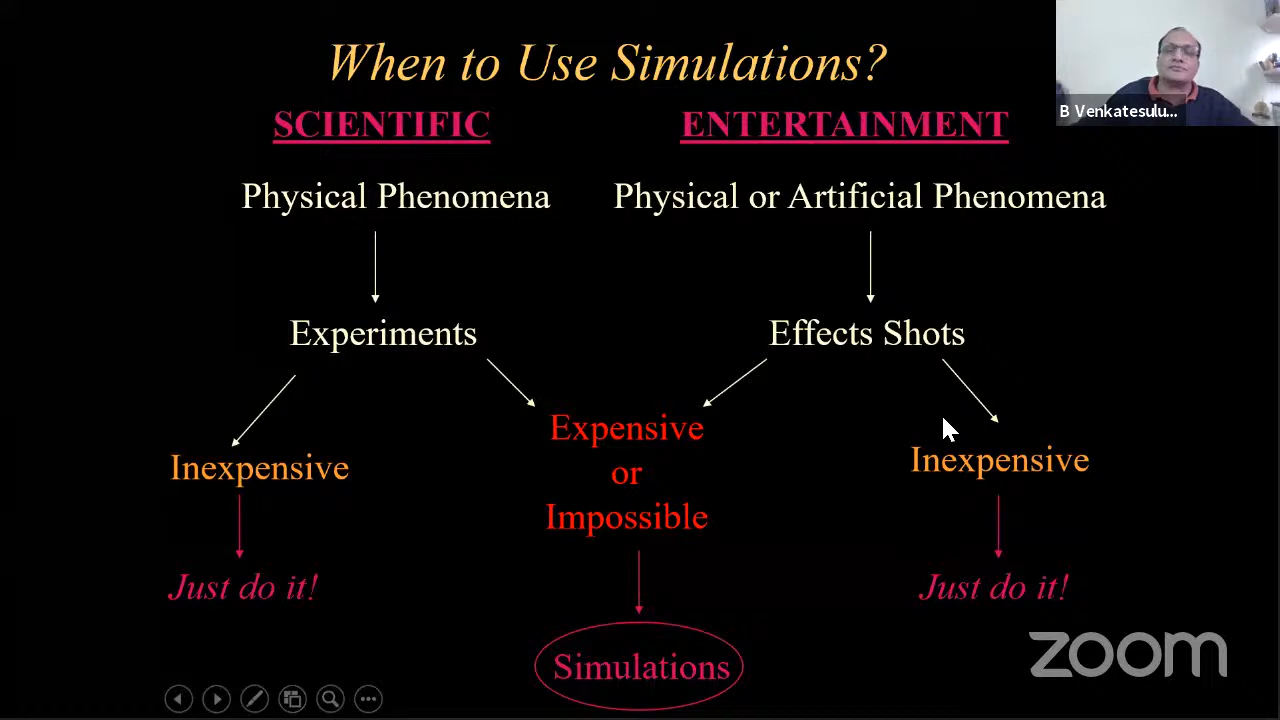 When to Use Simulations?
B Venkatesulu...
SCIENTIFIC
ENTERTAINMENT
Physical Phenomena
Physical or Artificial Phenomena
Experiments
Effects Shots
Expensive
or
Impossible
Inexpensive
Inexpensive
Just do it!
Just do it!
Simulations
zoom